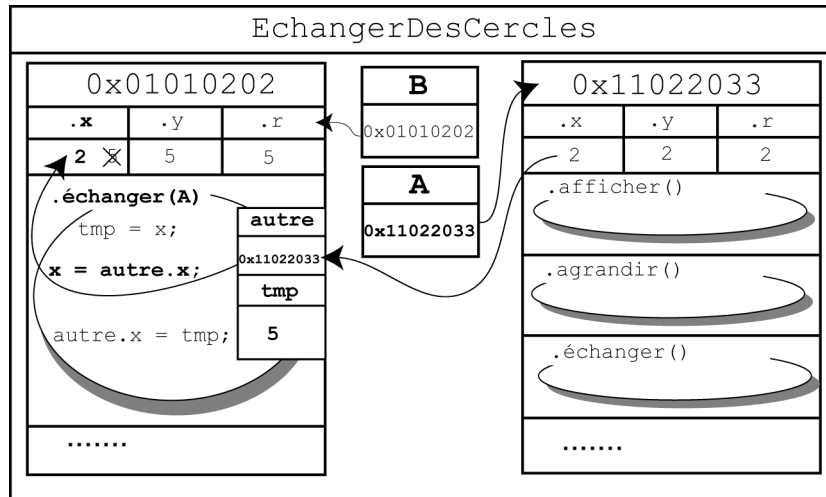 EchangerDesCercles
0x01010202
.x .y .r
2 5 5 5
.échanger(A)
tmp = x;
x = autre.x;
autre.x = tmp;
autre
0x11022033
tmp
5
.......
B
0x01010202
A
0x11022033
0x11022033
.x .y .r
2 2 2
.afficher()
.agrandir()
.échanger()
.......